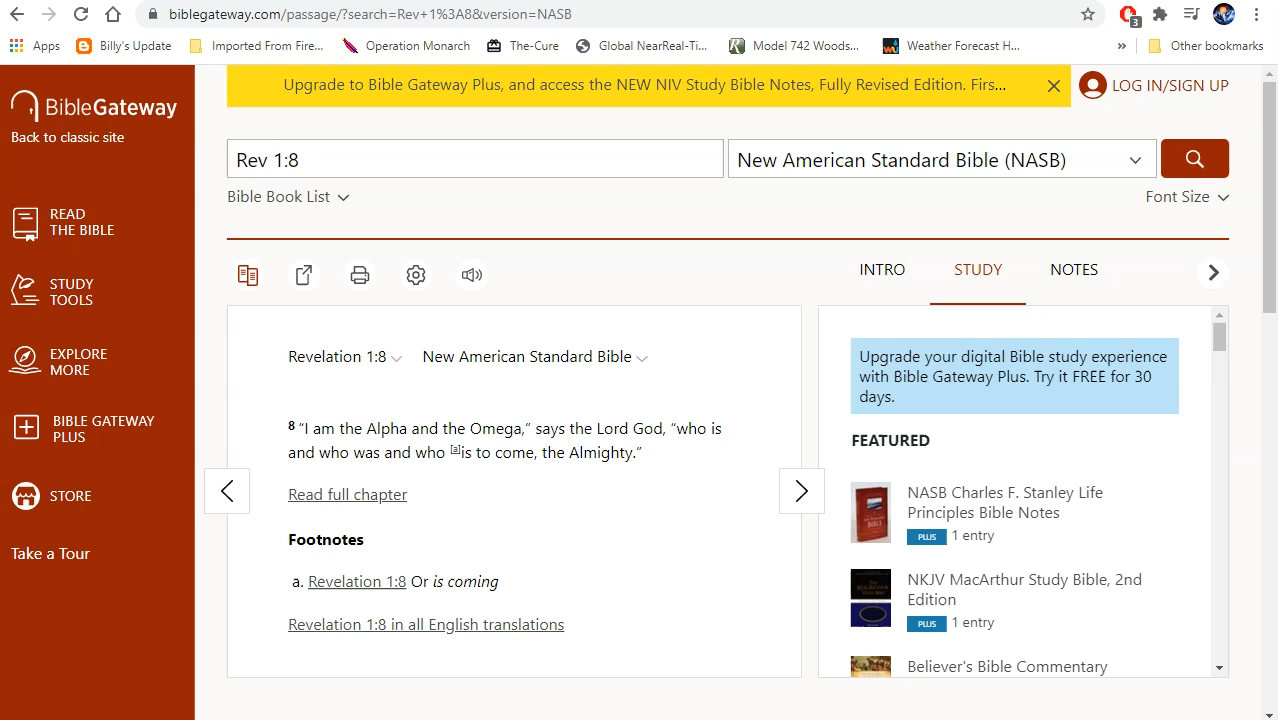 biblegateway.com/passage/?search=Rev+1%3A8&version=NASB
3
Apps Billy's Update Imported From Fire... Operation Monarch The-Cure Global NearReal-Ti... Model 742 Woods... Weather Forecast H... » Other bookmarks
Upgrade to Bible Gateway Plus, and access the NEW NIV Study Bible Notes, Fully Revised Edition. Firs...
LOG IN/SIGN UP
BibleGateway
Back to classic site
Rev 1:8
New American Standard Bible (NASB)
Bible Book List
Font Size
READ
THE BIBLE
STUDY
TOOLS
EXPLORE
MORE
BIBLE GATEWAY
PLUS
STORE
Take a Tour
INTRO STUDY NOTES
Revelation 1:8 New American Standard Bible
8 “I am the Alpha and the Omega,” says the Lord God, “who is
and who was and who [a]is to come, the Almighty.”
Read full chapter
Footnotes
a. Revelation 1:8 Or is coming
Revelation 1:8 in all English translations
Upgrade your digital Bible study experience
with Bible Gateway Plus. Try it FREE for 30
days.
FEATURED
NASB Charles F. Stanley Life
Principles Bible Notes
PLUS 1 entry
NKJV MacArthur Study Bible, 2nd
Edition
PLUS 1 entry
Believer's Bible Commentary